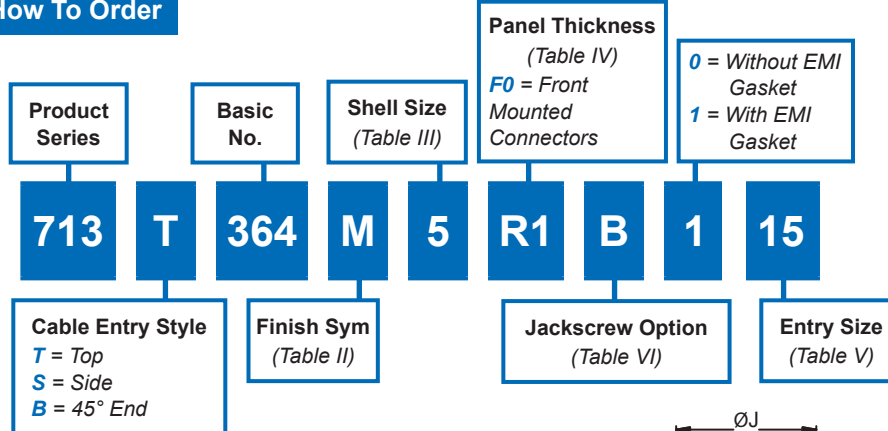 How To Order
Panel Thickness
(Table IV)
F0 = Front
Mounted
Connectors
0 = Without EMI
Gasket
1 = With EMI
Gasket
Product
Series
Basic
No.
Shell Size
(Table III)
713 T 364 M 5 R1 B 1 15
Cable Entry Style
T = Top
S = Side
B = 45° End
Finish Sym
(Table II)
Jackscrew Option
(Table VI)
Entry Size
(Table V)
ØJ